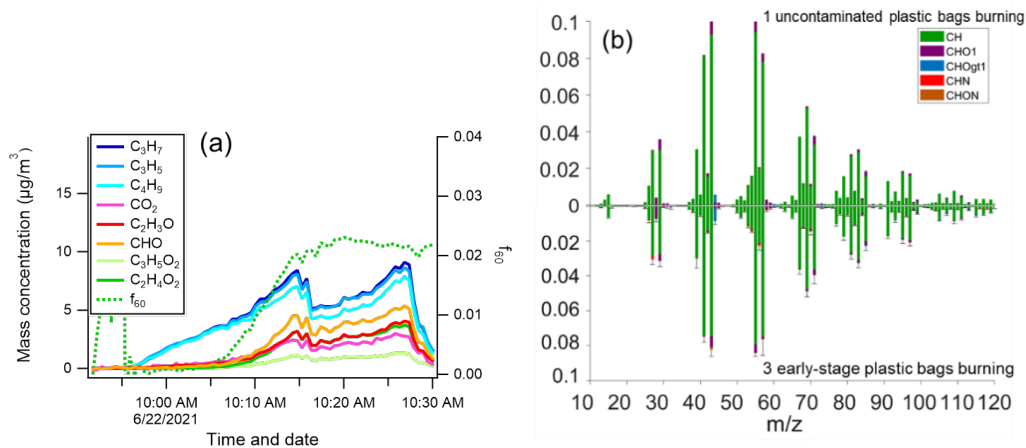 (a)
C₃H₇
C₃H₅
C₄H₉
CO₂
C₂H₃O
CHO
C₃H₅O₂
C₂H₄O₂
f₆₀
Mass concentration (µg/m³)
15
10
5
0
0.04
0.03
0.02
0.01
0.00
f₆₀
10:00 AM
10:10 AM
10:20 AM
10:30 AM
6/22/2021
Time and date
(b)
1 uncontaminated plastic bags burning
CH
CHO1
CHOgt1
CHN
CHON
0.1
0.08
0.06
0.04
0.02
0
0.02
0.04
0.06
0.08
0.1
3 early-stage plastic bags burning
10 20 30 40 50 60 70 80 90 100 110 120
m/z